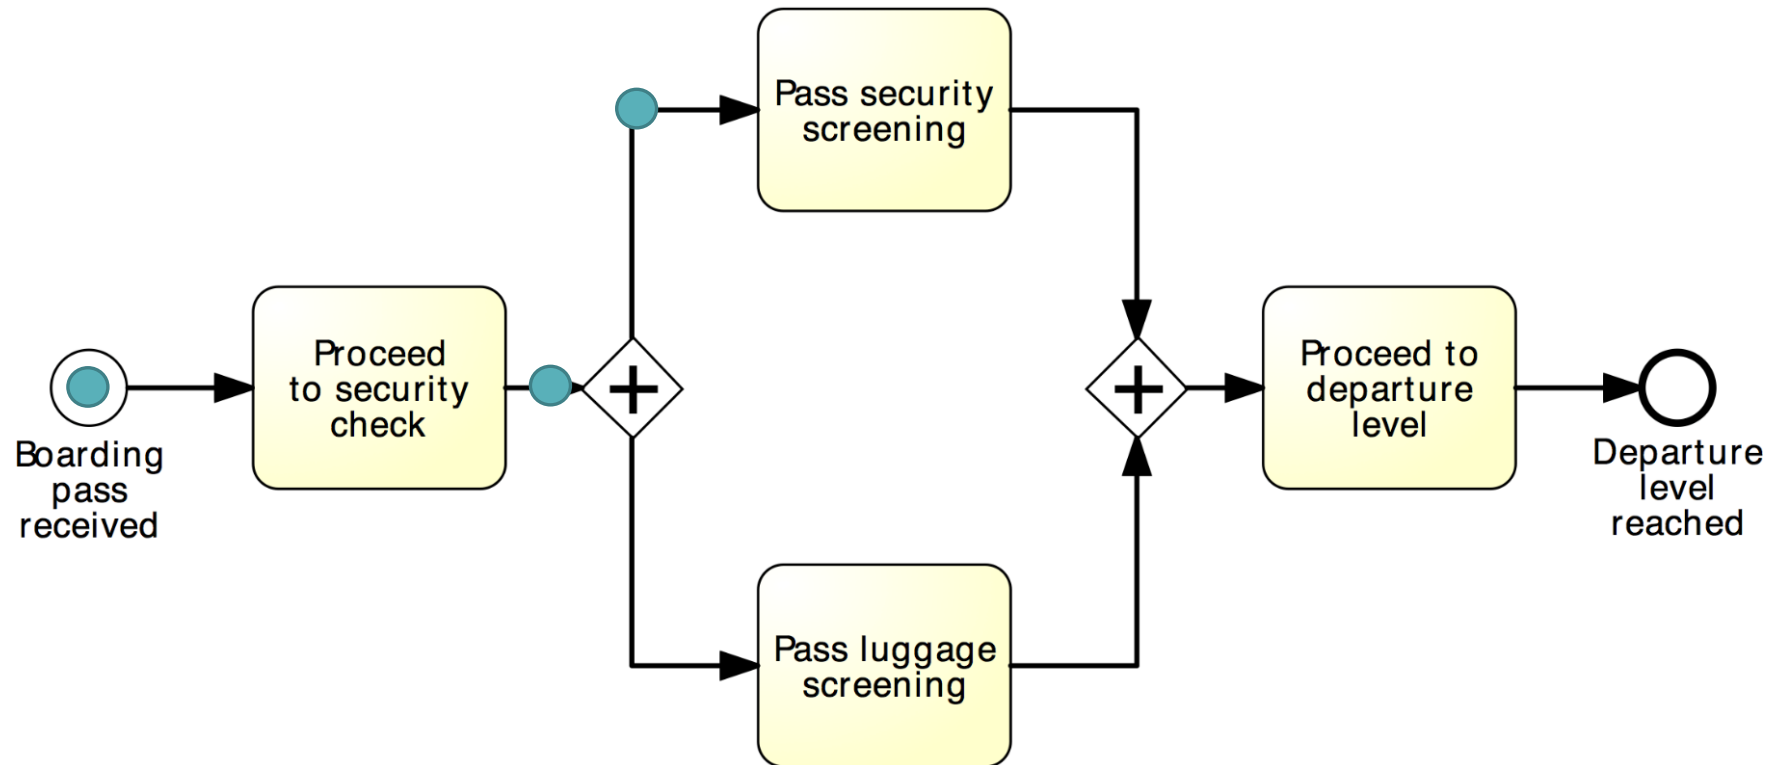 Boarding
pass
received
Proceed
to security
check
Pass security
screening
Pass luggage
screening
Proceed to
departure
level
Departure
level
reached